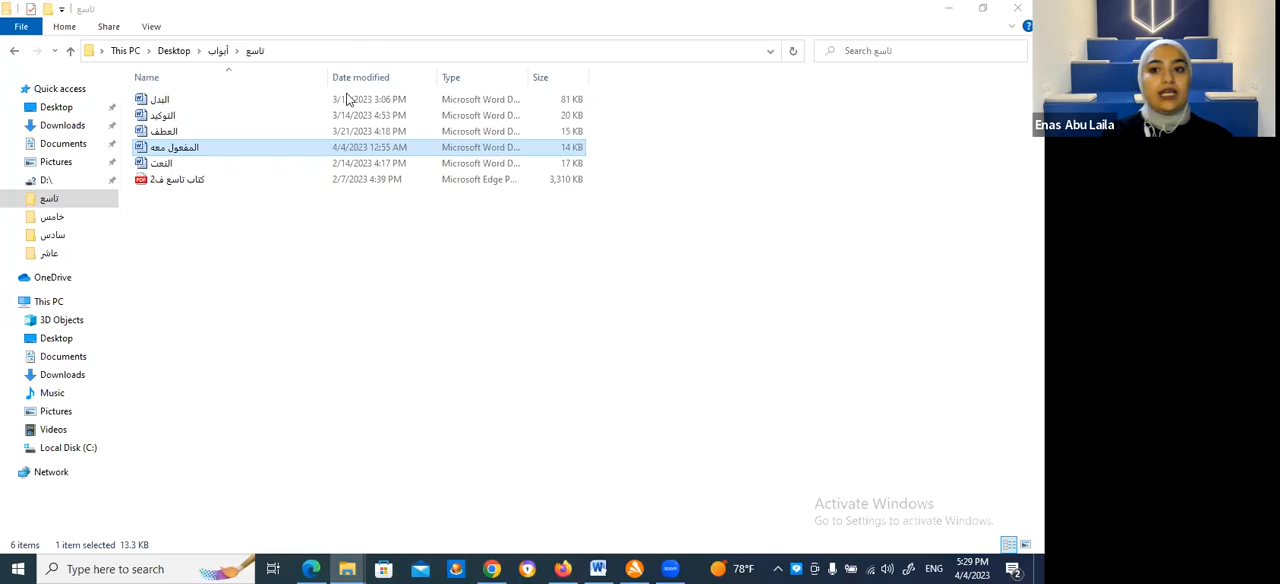 تاسع
File Home Share View
This PC Desktop أبواب تاسع
Search تاسع
Name Date modified Type Size
البدل 3:06 PM Microsoft Word D... 81 KB
التوكيد 3/14/2023 4:53 PM Microsoft Word D... 20 KB
العطف 3/21/2023 4:18 PM Microsoft Word D... 15 KB
المفعول معه 4/4/2023 12:55 AM Microsoft Word D... 14 KB
النعت 2/14/2023 4:17 PM Microsoft Word D... 17 KB
كتاب تاسع ف2 2/7/2023 4:39 PM Microsoft Edge P... 3,310 KB
Quick access
Desktop
Downloads
Documents
Pictures
D:\
تاسع
خامس
سادس
عاشر
OneDrive
This PC
3D Objects
Desktop
Documents
Downloads
Music
Pictures
Videos
Local Disk (C:)
Network
Enas Abu Laila
Activate Windows
Go to Settings to activate Windows.
6 items 1 item selected 13.3 KB
Type here to search
78°F
ENG
5:29 PM
4/4/2023
2